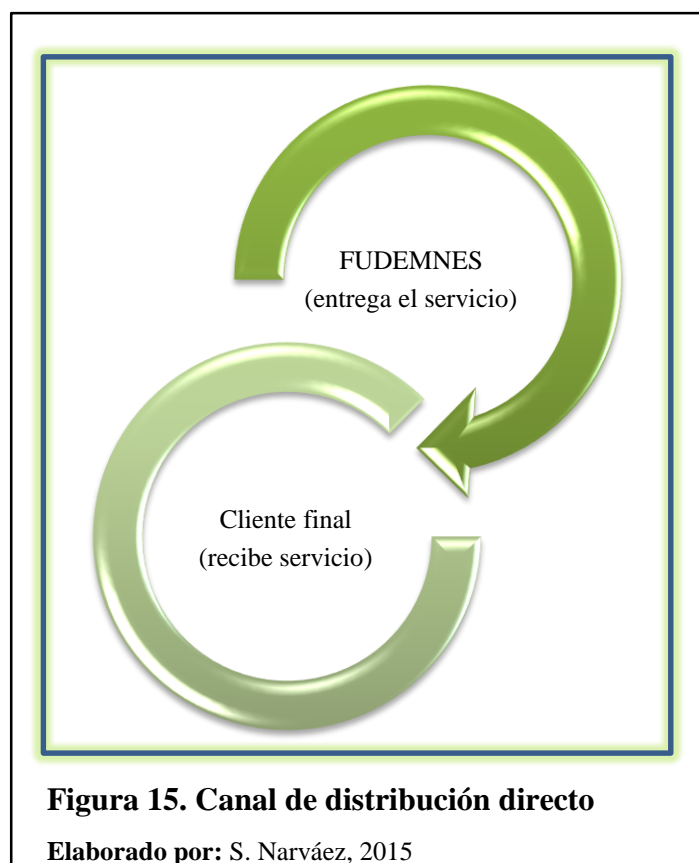 FUDEMNES
(entrega el servicio)
Cliente final
(recibe servicio)
Figura 15. Canal de distribución directo
Elaborado por: S. Narváez, 2015